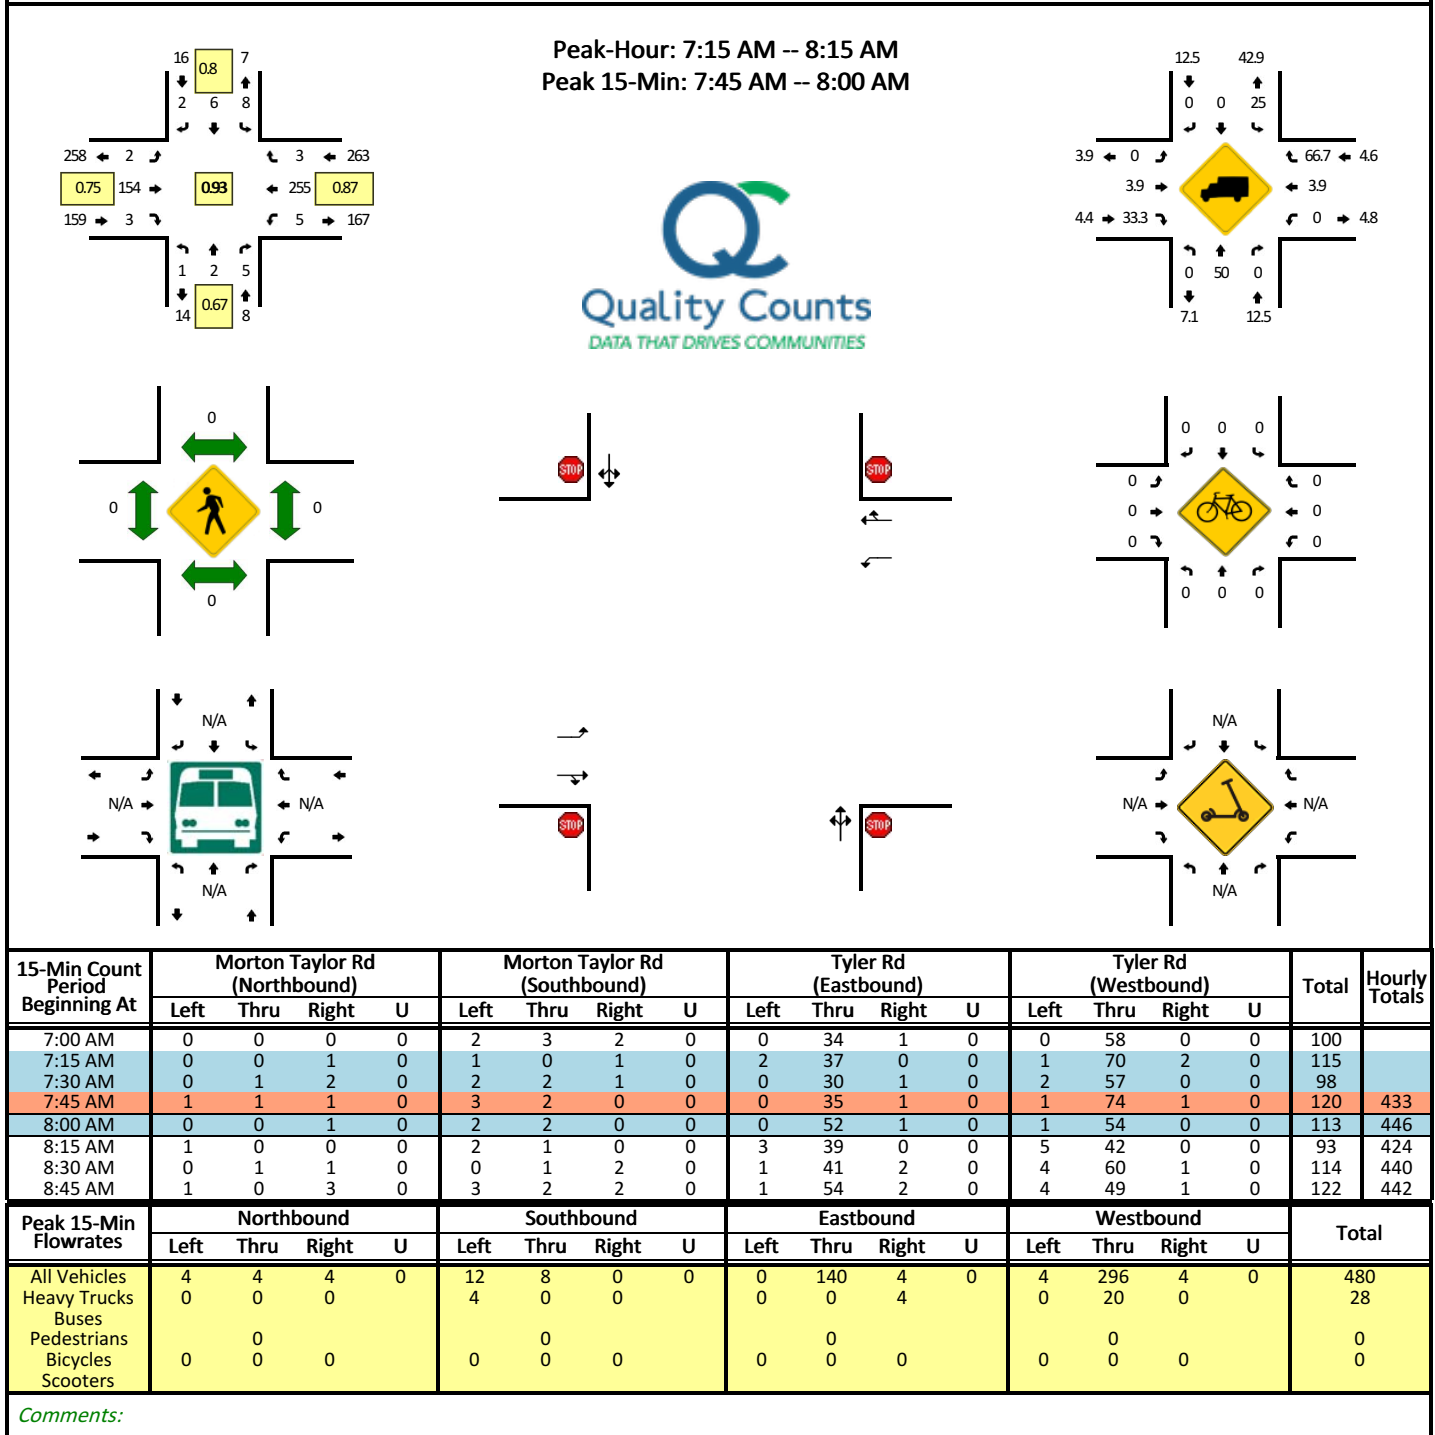 Peak-Hour: 7:15 AM -- 8:15 AM
Peak 15-Min: 7:45 AM -- 8:00 AM
16 0.8 7
2 6 8
258 2 3 263
0.75 154 0.93 255 0.87
159 3 5 167
1 2 5
14 0.67 8
QC
Quality Counts
DATA THAT DRIVES COMMUNITIES
12.5 42.9
0 0 25
3.9 0 66.7 4.6
3.9 3.9
4.4 33.3 0 4.8
0 50 0
7.1 12.5
0
0 0
0
STOP STOP
0 0 0
0 0
0 0
0 0
0 0 0
N/A
N/A N/A
N/A
STOP STOP
N/A
N/A N/A
N/A
15-Min Count Period Beginning At Morton Taylor Rd (Northbound) Morton Taylor Rd (Southbound) Tyler Rd (Eastbound) Tyler Rd (Westbound) Total Hourly Totals
Left Thru Right U Left Thru Right U Left Thru Right U Left Thru Right U
7:00 AM 0 0 0 0 2 3 2 0 0 34 1 0 0 58 0 0 100
7:15 AM 0 0 1 0 1 0 1 0 2 37 0 0 1 70 2 0 115
7:30 AM 0 1 2 0 2 2 1 0 0 30 1 0 2 57 0 0 98
7:45 AM 1 1 1 0 3 2 0 0 0 35 1 0 1 74 1 0 120 433
8:00 AM 0 0 1 0 2 2 0 0 0 52 1 0 1 54 0 0 113 446
8:15 AM 1 0 0 0 2 1 0 0 3 39 0 0 5 42 0 0 93 424
8:30 AM 0 1 1 0 0 1 2 0 1 41 2 0 4 60 1 0 114 440
8:45 AM 1 0 3 0 3 2 2 0 1 54 2 0 4 49 1 0 122 442
Peak 15-Min Flowrates Northbound Southbound Eastbound Westbound Total
Left Thru Right U Left Thru Right U Left Thru Right U Left Thru Right U
All Vehicles 4 4 4 0 12 8 0 0 0 140 4 0 4 296 4 0 480
Heavy Trucks 0 0 0 4 0 0 0 0 4 0 20 0 28
Buses
Pedestrians 0 0 0 0 0
Bicycles 0 0 0 0 0 0 0 0 0 0 0 0 0
Scooters
Comments: